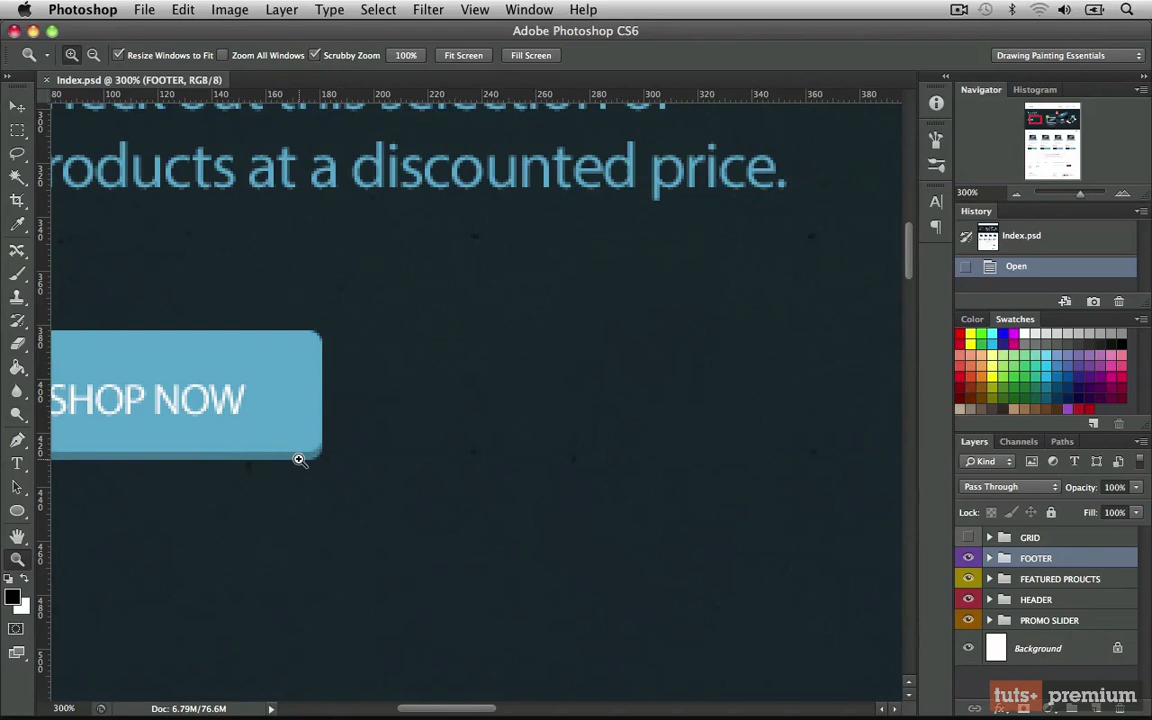 Photoshop File Edit Image Layer Type Select Filter View Window Help
Adobe Photoshop CS6
Resize Windows to Fit Zoom All Windows Scrubby Zoom 100% Fit Screen Fill Screen Drawing Painting Essentials
Index.psd @ 300% (FOOTER, RGB/8)
80 100 120 140 160 180 200 220 240 260 280 300 320 340 360 380
Navigator Histogram
roduct out this selection of
roducts at a discounted price.
300%
History
Index.psd
Open
Color Swatches
SHOP NOW
Layers Channels Paths
Kind
Pass Through Opacity: 100%
Lock: Fill: 100%
GRID
FOOTER
FEATURED PROUCTS
HEADER
PROMO SLIDER
Background
300% Doc: 6.79M/76.6M
tuts+ premium